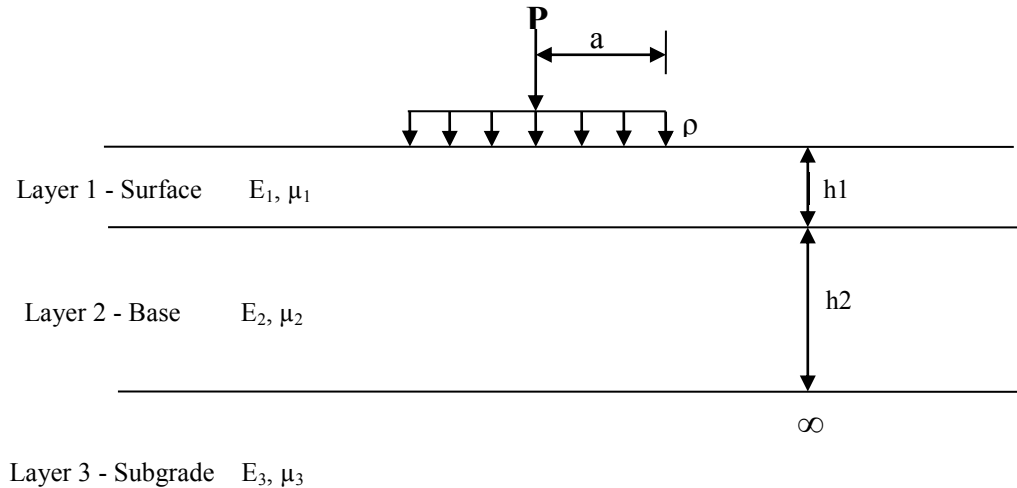 P
a
ρ
Layer 1 - Surface E₁, µ₁
h1
Layer 2 - Base E₂, µ₂
h2
∞
Layer 3 - Subgrade E₃, µ₃